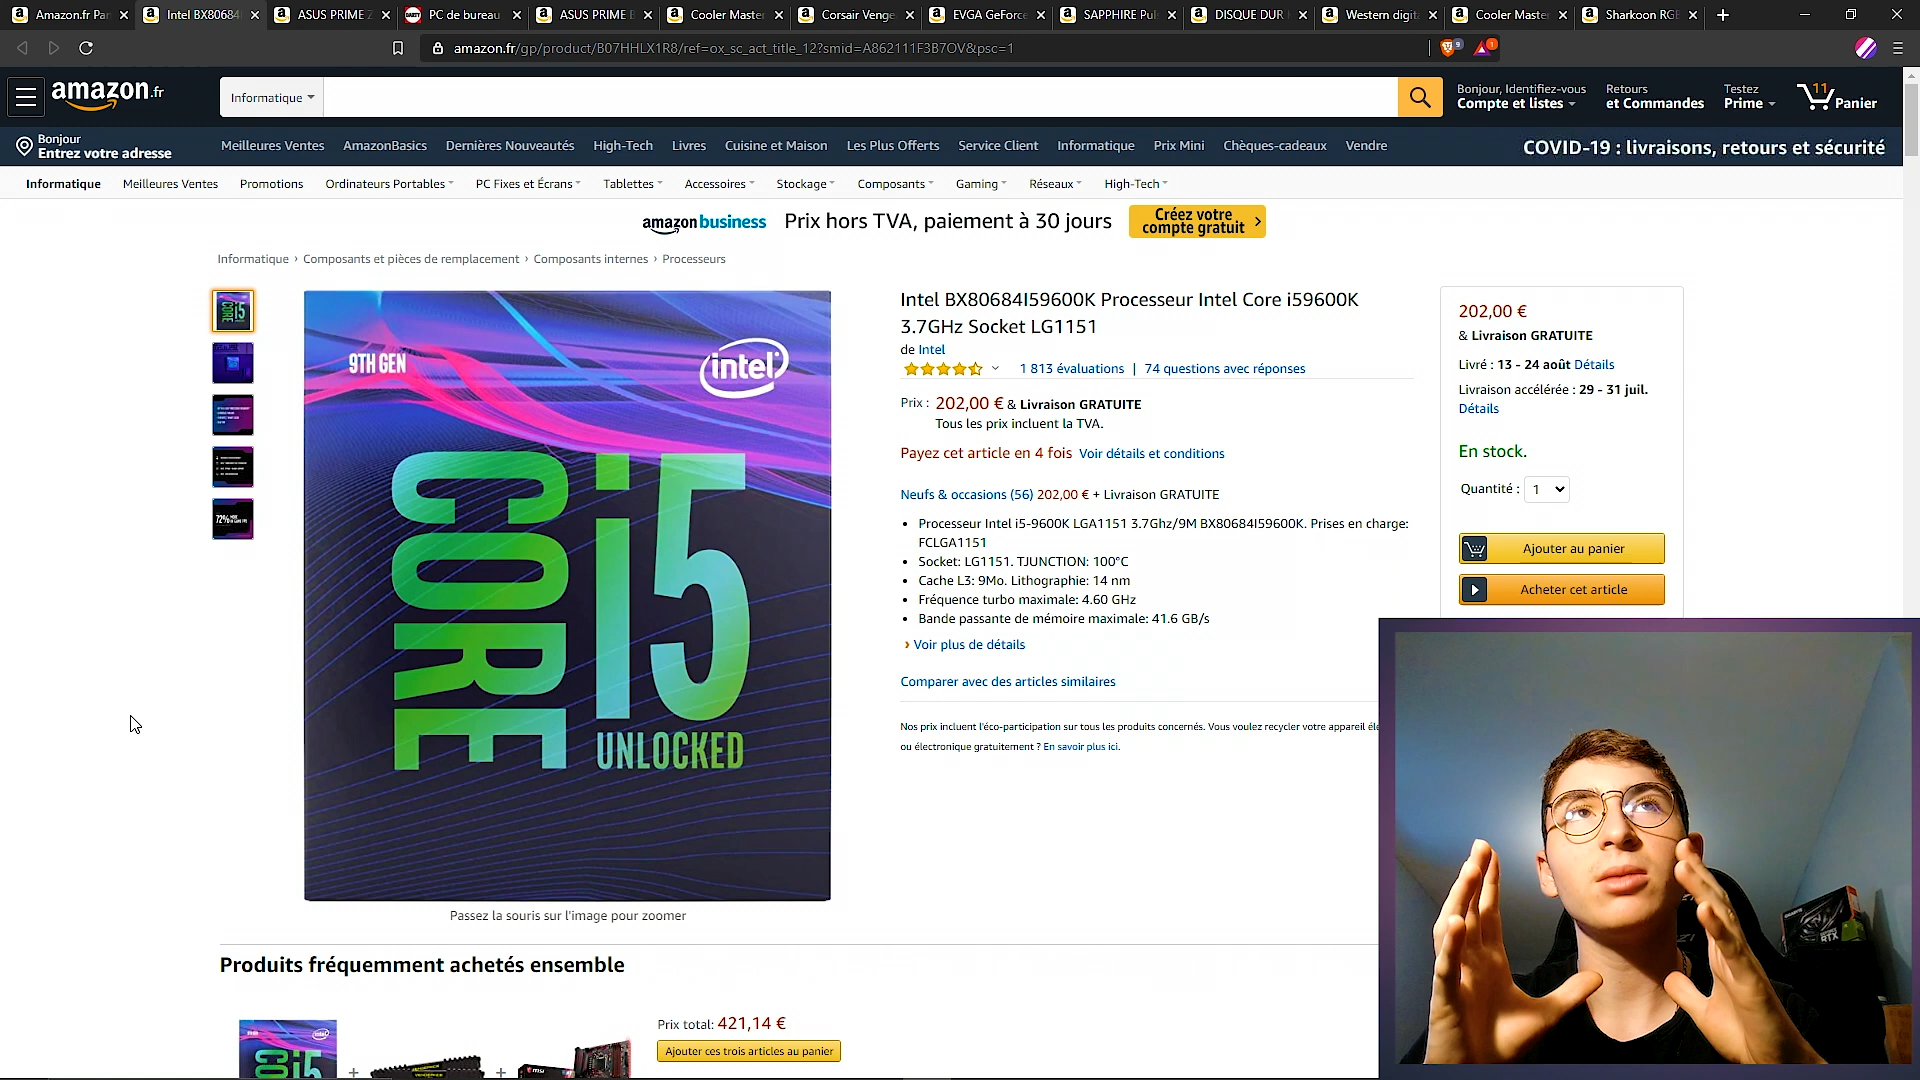 Amazon.fr Pa
Intel BX80684
ASUS PRIME Z
DARTY PC de bureau
ASUS PRIME B
Cooler Maste
Corsair Venge
EVGA GeForce
SAPPHIRE Pul
DISQUE DUR
Western digit
Cooler Maste
Sharkoon RGB
amazon.fr/gp/product/B07HHLX1R8/ref=ox_sc_act_title_12?smid=A862111F3B7OV&psc=1
amazon.fr
Informatique
Bonjour, Identifiez-vous
Compte et listes
Retours
et Commandes
Testez
Prime
11
Panier
Bonjour
Entrez votre adresse
Meilleures Ventes AmazonBasics Dernières Nouveautés High-Tech Livres Cuisine et Maison Les Plus Offerts Service Client Informatique Prix Mini Chèques-cadeaux Vendre
COVID-19 : livraisons, retours et sécurité
Informatique Meilleures Ventes Promotions Ordinateurs Portables PC Fixes et Écrans Tablettes Accessoires Stockage Composants Gaming Réseaux High-Tech
amazon business Prix hors TVA, paiement à 30 jours
Créez votre
compte gratuit
Informatique › Composants et pièces de remplacement › Composants internes › Processeurs
9TH GEN
intel
CORE
i5
UNLOCKED
Passez la souris sur l'image pour zoomer
Intel BX80684I59600K Processeur Intel Core i59600K
3.7GHz Socket LG1151
de Intel
1 813 évaluations | 74 questions avec réponses
Prix : 202,00 € & Livraison GRATUITE
Tous les prix incluent la TVA.
Payez cet article en 4 fois Voir détails et conditions
Neufs & occasions (56) 202,00 € + Livraison GRATUITE
• Processeur Intel i5-9600K LGA1151 3.7Ghz/9M BX80684I59600K. Prises en charge:
FCLGA1151
• Socket: LG1151. TJUNCTION: 100°C
• Cache L3: 9Mo. Lithographie: 14 nm
• Fréquence turbo maximale: 4.60 GHz
• Bande passante de mémoire maximale: 41.6 GB/s
› Voir plus de détails
Comparer avec des articles similaires
Nos prix incluent l'éco-participation sur tous les produits concernés. Vous voulez recycler votre appareil éle
ou électronique gratuitement ? En savoir plus ici.
202,00 €
& Livraison GRATUITE
Livré : 13 - 24 août Détails
Livraison accélérée : 29 - 31 juil.
Détails
En stock.
Quantité : 1
Ajouter au panier
Acheter cet article
Produits fréquemment achetés ensemble
Prix total: 421,14 €
Ajouter ces trois articles au panier
RTX